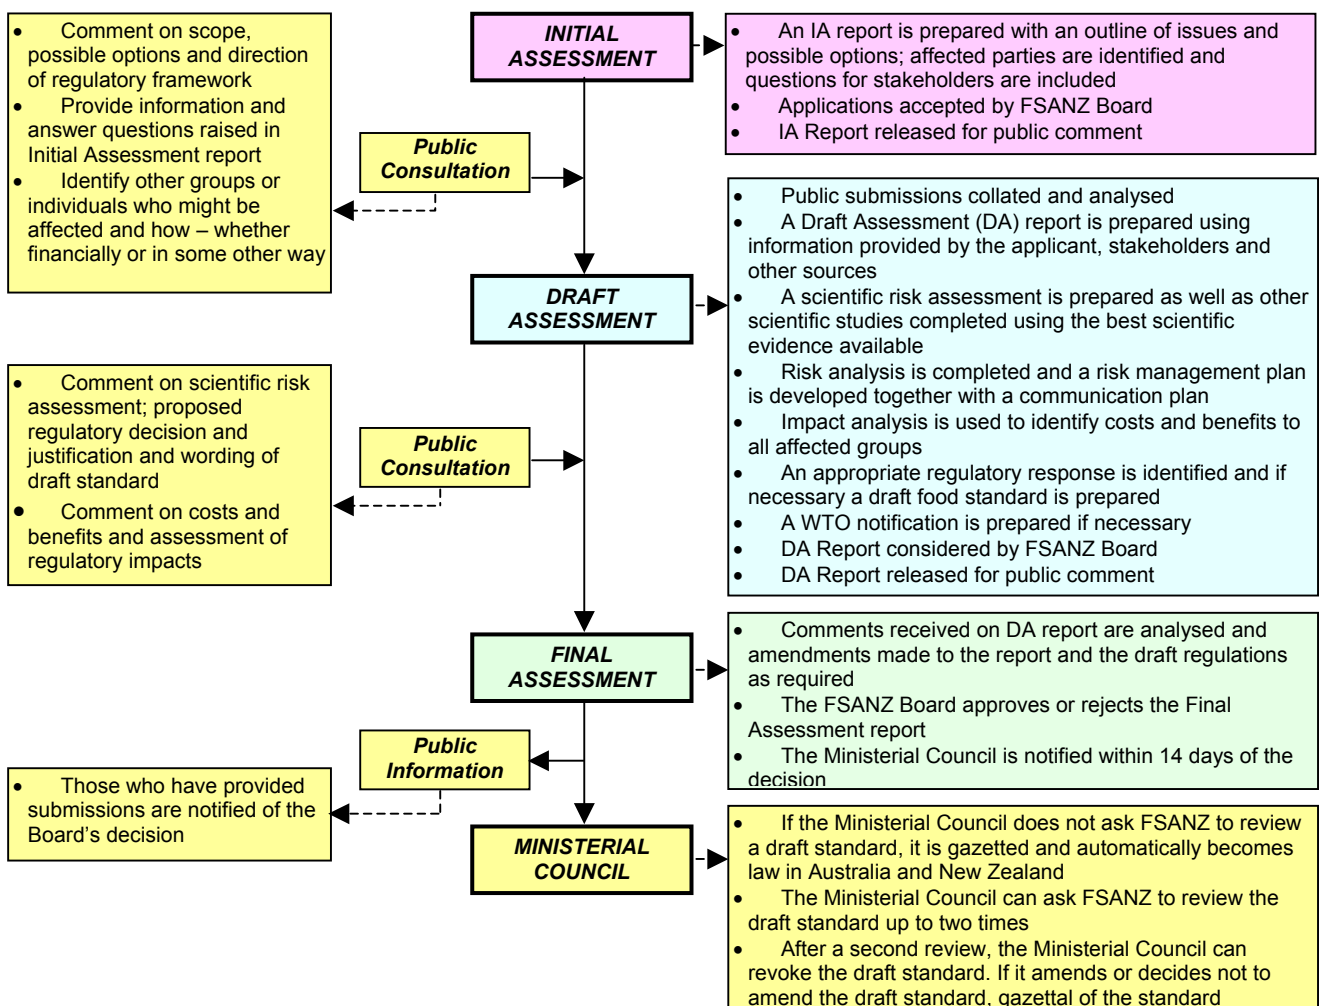 • Comment on scope,
possible options and direction
of regulatory framework
• Provide information and
answer questions raised in
Initial Assessment report
• Identify other groups or
individuals who might be
affected and how – whether
financially or in some other way
INITIAL
ASSESSMENT
• An IA report is prepared with an outline of issues and
possible options; affected parties are identified and
questions for stakeholders are included
• Applications accepted by FSANZ Board
• IA Report released for public comment
Public
Consultation
DRAFT
ASSESSMENT
• Public submissions collated and analysed
• A Draft Assessment (DA) report is prepared using
information provided by the applicant, stakeholders and
other sources
• A scientific risk assessment is prepared as well as other
scientific studies completed using the best scientific
evidence available
• Risk analysis is completed and a risk management plan
is developed together with a communication plan
• Impact analysis is used to identify costs and benefits to
all affected groups
• An appropriate regulatory response is identified and if
necessary a draft food standard is prepared
• A WTO notification is prepared if necessary
• DA Report considered by FSANZ Board
• DA Report released for public comment
• Comment on scientific risk
assessment; proposed
regulatory decision and
justification and wording of
draft standard
• Comment on costs and
benefits and assessment of
regulatory impacts
Public
Consultation
FINAL
ASSESSMENT
• Comments received on DA report are analysed and
amendments made to the report and the draft regulations
as required
• The FSANZ Board approves or rejects the Final
Assessment report
• The Ministerial Council is notified within 14 days of the
decision
Public
Information
• Those who have provided
submissions are notified of the
Board’s decision
MINISTERIAL
COUNCIL
• If the Ministerial Council does not ask FSANZ to review
a draft standard, it is gazetted and automatically becomes
law in Australia and New Zealand
• The Ministerial Council can ask FSANZ to review the
draft standard up to two times
• After a second review, the Ministerial Council can
revoke the draft standard. If it amends or decides not to
amend the draft standard, gazettal of the standard